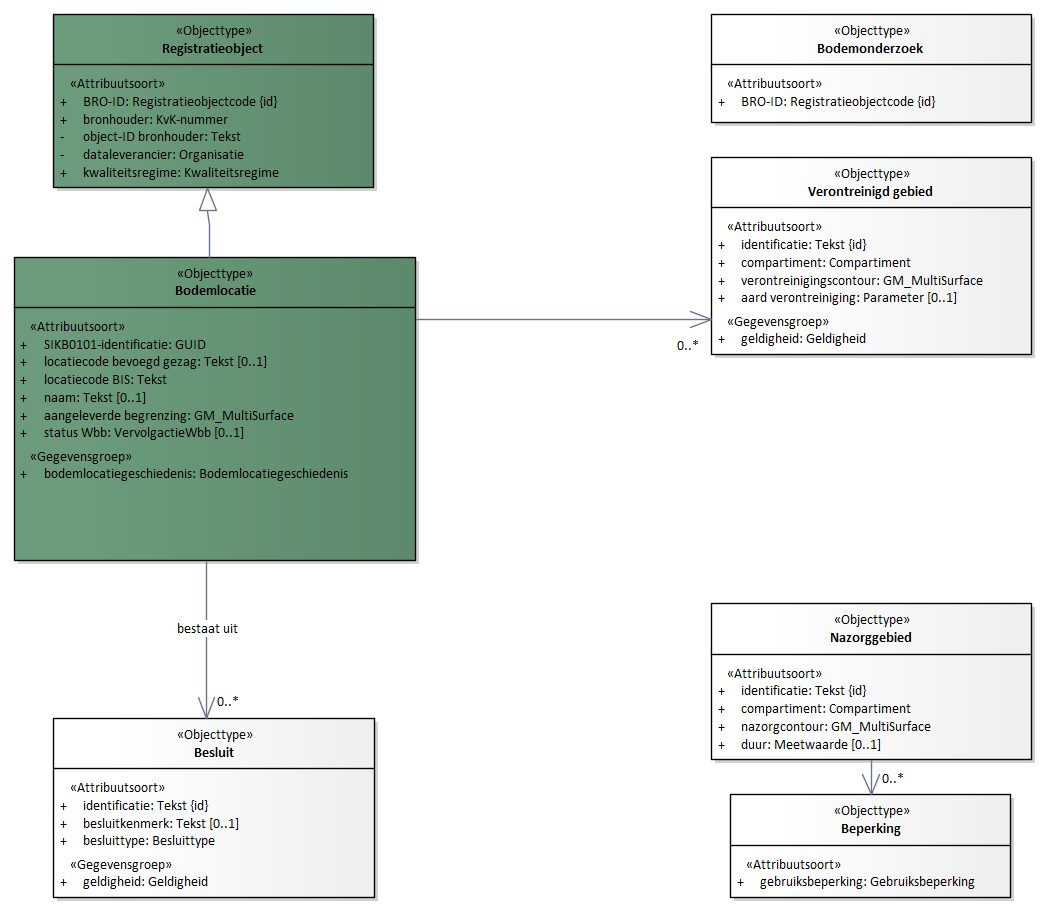 «Objecttype»
Registratieobject
«Attribuutsoort»
+ BRO-ID: Registratieobjectcode {id}
+ bronhouder: KvK-nummer
- object-ID bronhouder: Tekst
- dataleverancier: Organisatie
+ kwaliteitsregime: Kwaliteitsregime
«Objecttype»
Bodemonderzoek
«Attribuutsoort»
+ BRO-ID: Registratieobjectcode {id}
«Objecttype»
Verontreinigd gebied
«Attribuutsoort»
+ identificatie: Tekst {id}
+ compartiment: Compartiment
+ verontreinigingscontour: GM_MultiSurface
+ aard verontreiniging: Parameter [0..1]
«Gegevensgroep»
+ geldigheid: Geldigheid
«Objecttype»
Bodemlocatie
«Attribuutsoort»
+ SIKB0101-identificatie: GUID
+ locatiecode bevoegd gezag: Tekst [0..1]
+ locatiecode BIS: Tekst
+ naam: Tekst [0..1]
+ aangeleverde begrenzing: GM_MultiSurface
+ status Wbb: VervolgactieWbb [0..1]
«Gegevensgroep»
+ bodemlocatiegeschiedenis: Bodemlocatiegeschiedenis
0..*
bestaat uit
0..*
«Objecttype»
Nazorggebied
«Attribuutsoort»
+ identificatie: Tekst {id}
+ compartiment: Compartiment
+ nazorgcontour: GM_MultiSurface
+ duur: Meetwaarde [0..1]
0..*
«Objecttype»
Besluit
«Attribuutsoort»
+ identificatie: Tekst {id}
+ besluitkenmerk: Tekst [0..1]
+ besluittype: Besluittype
«Gegevensgroep»
+ geldigheid: Geldigheid
«Objecttype»
Beperking
«Attribuutsoort»
+ gebruiksbeperking: Gebruiksbeperking